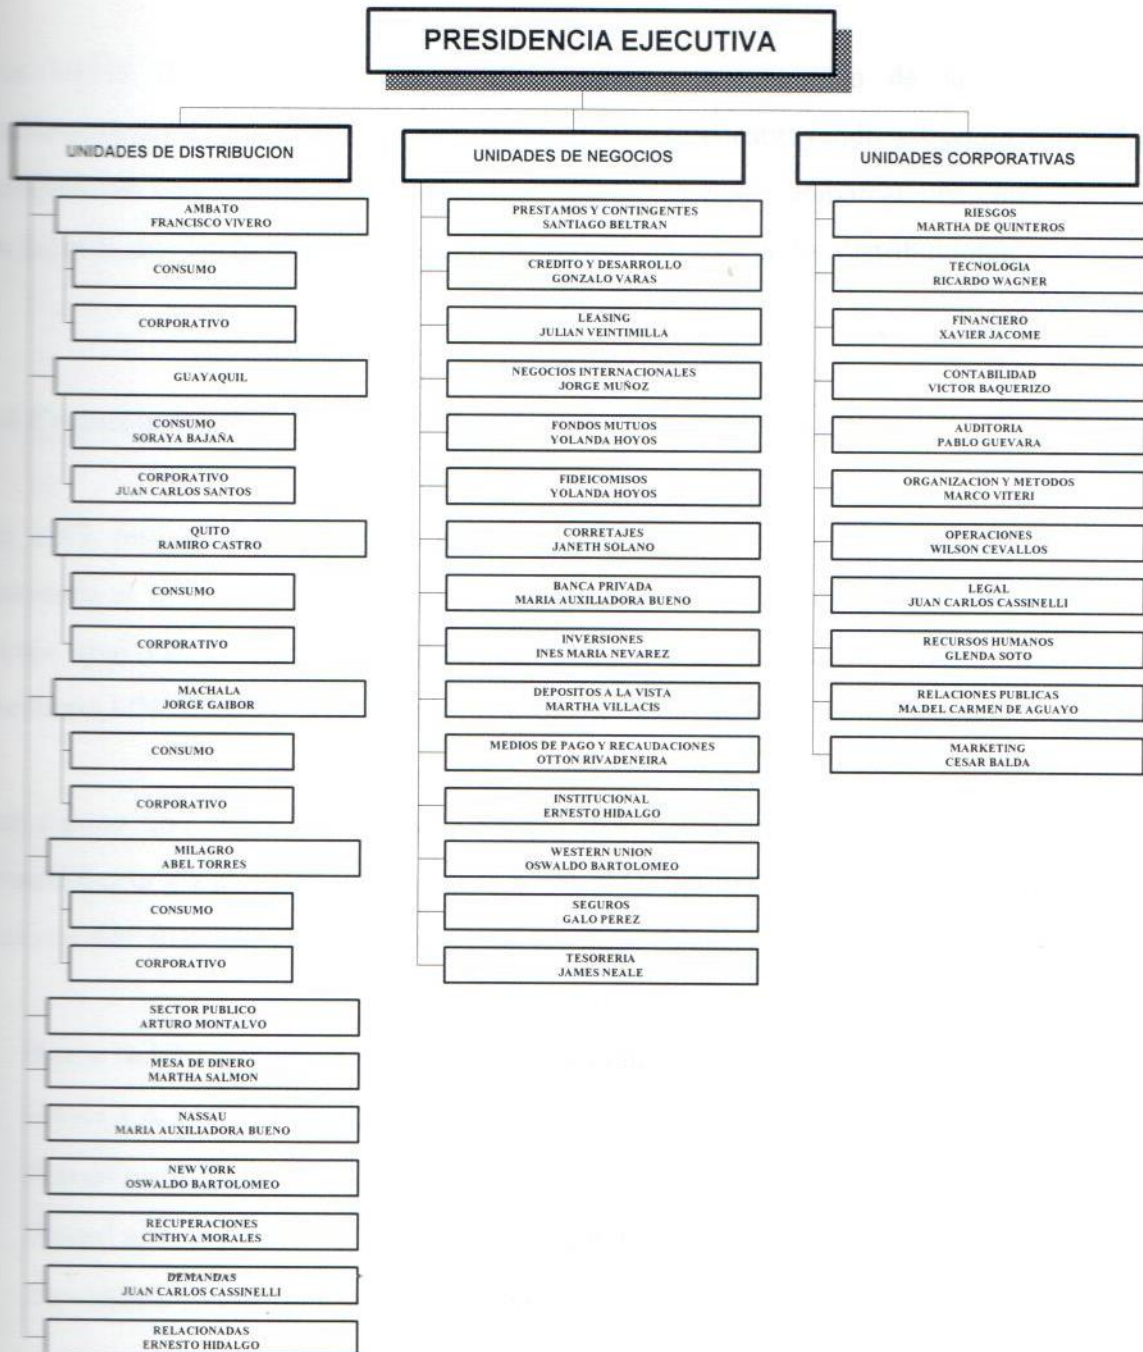 PRESIDENCIA EJECUTIVA
UNIDADES DE DISTRIBUCION
AMBATO
FRANCISCO VIVERO
CONSUMO
CORPORATIVO
GUAYAQUIL
CONSUMO
SORAYA BAJAÑA
CORPORATIVO
JUAN CARLOS SANTOS
QUITO
RAMIRO CASTRO
CONSUMO
CORPORATIVO
MACHALA
JORGE GAIBOR
CONSUMO
CORPORATIVO
MILAGRO
ABEL TORRES
CONSUMO
CORPORATIVO
SECTOR PUBLICO
ARTURO MONTALVO
MESA DE DINERO
MARTHA SALMON
NASSAU
MARIA AUXILIADORA BUENO
NEW YORK
OSWALDO BARTOLOMEO
RECUPERACIONES
CINTHYA MORALES
DEMANDAS
JUAN CARLOS CASSINELLI
RELACIONADAS
ERNESTO HIDALGO
UNIDADES DE NEGOCIOS
PRESTAMOS Y CONTINGENTES
SANTIAGO BELTRAN
CREDITO Y DESARROLLO
GONZALO VARAS
LEASING
JULIAN VEINTIMILLA
NEGOCIOS INTERNACIONALES
JORGE MUÑOZ
FONDOS MUTUOS
YOLANDA HOYOS
FIDEICOMISOS
YOLANDA HOYOS
CORRETAJES
JANETH SOLANO
BANCA PRIVADA
MARIA AUXILIADORA BUENO
INVERSIONES
INES MARIA NEVAREZ
DEPOSITOS A LA VISTA
MARTHA VILLACIS
MEDIOS DE PAGO Y RECAUDACIONES
OTTON RIVADENEIRA
INSTITUCIONAL
ERNESTO HIDALGO
WESTERN UNION
OSWALDO BARTOLOMEO
SEGUROS
GALO PEREZ
TESORERIA
JAMES NEALE
UNIDADES CORPORATIVAS
RIESGOS
MARTHA DE QUINTEROS
TECNOLOGIA
RICARDO WAGNER
FINANCIERO
XAVIER JACOME
CONTABILIDAD
VICTOR BAQUERIZO
AUDITORIA
PABLO GUEVARA
ORGANIZACION Y METODOS
MARCO VITERI
OPERACIONES
WILSON CEVALLOS
LEGAL
JUAN CARLOS CASSINELLI
RECURSOS HUMANOS
GLENDA SOTO
RELACIONES PUBLICAS
MA.DEL CARMEN DE AGUAYO
MARKETING
CESAR BALDA